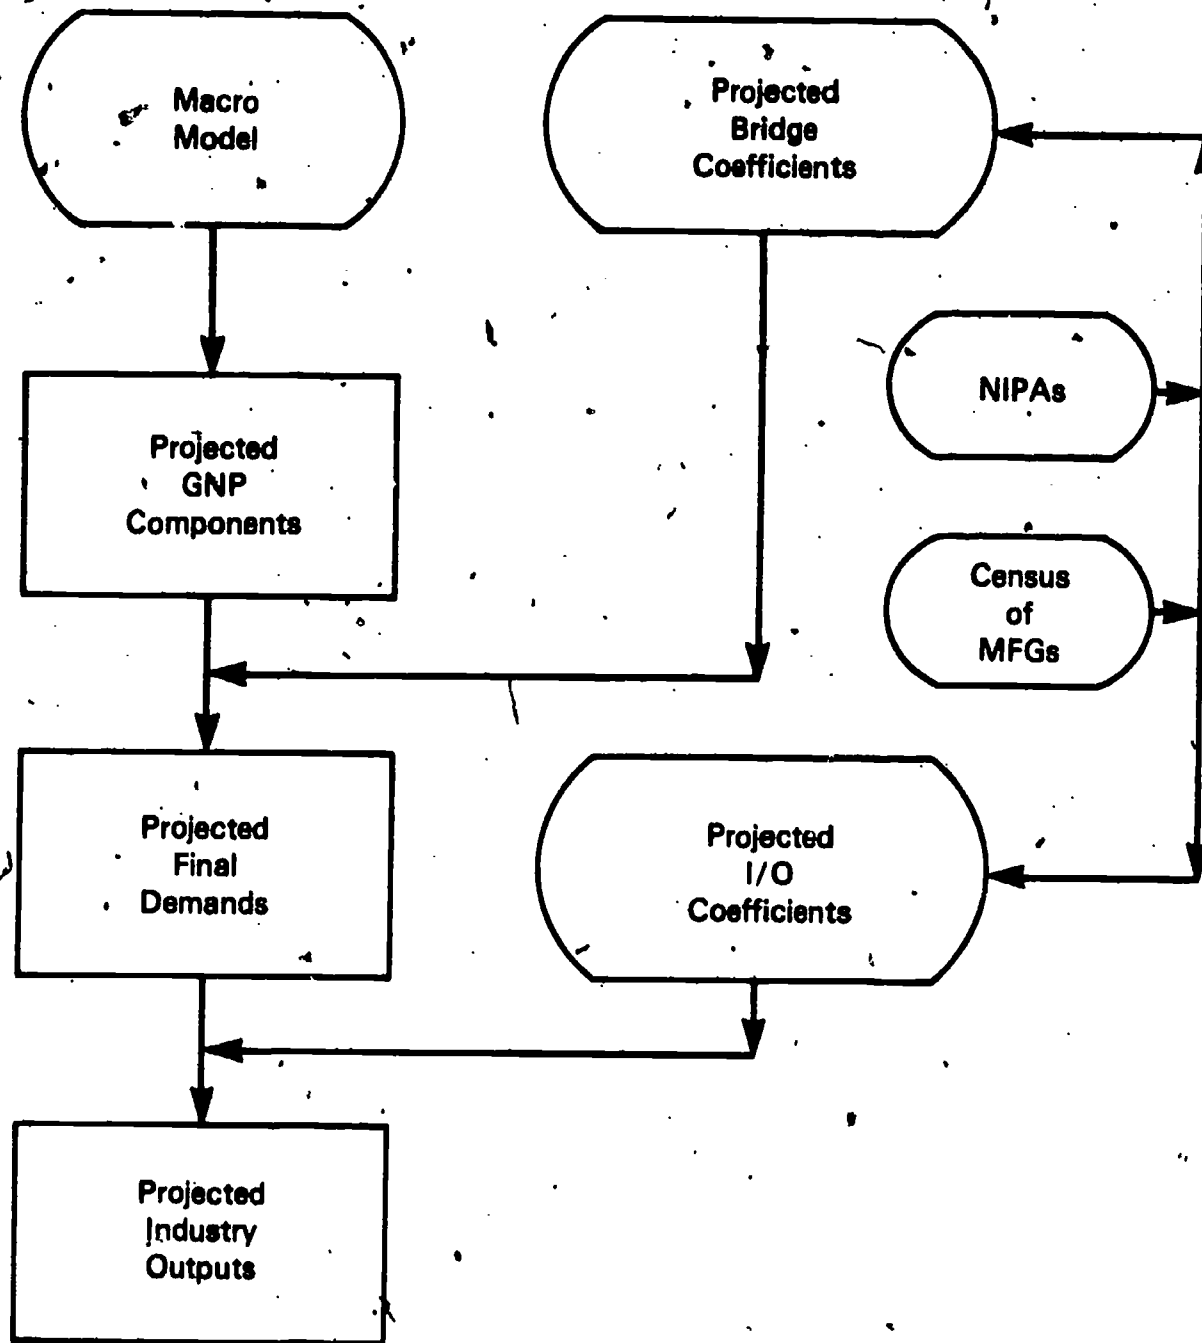 Macro
Model
Projected
Bridge
Coefficients
NIPAs
Projected
GNP
Components
Census
of
MFGs
Projected
Final
Demands
Projected
I/O
Coefficients
Projected
Industry
Outputs